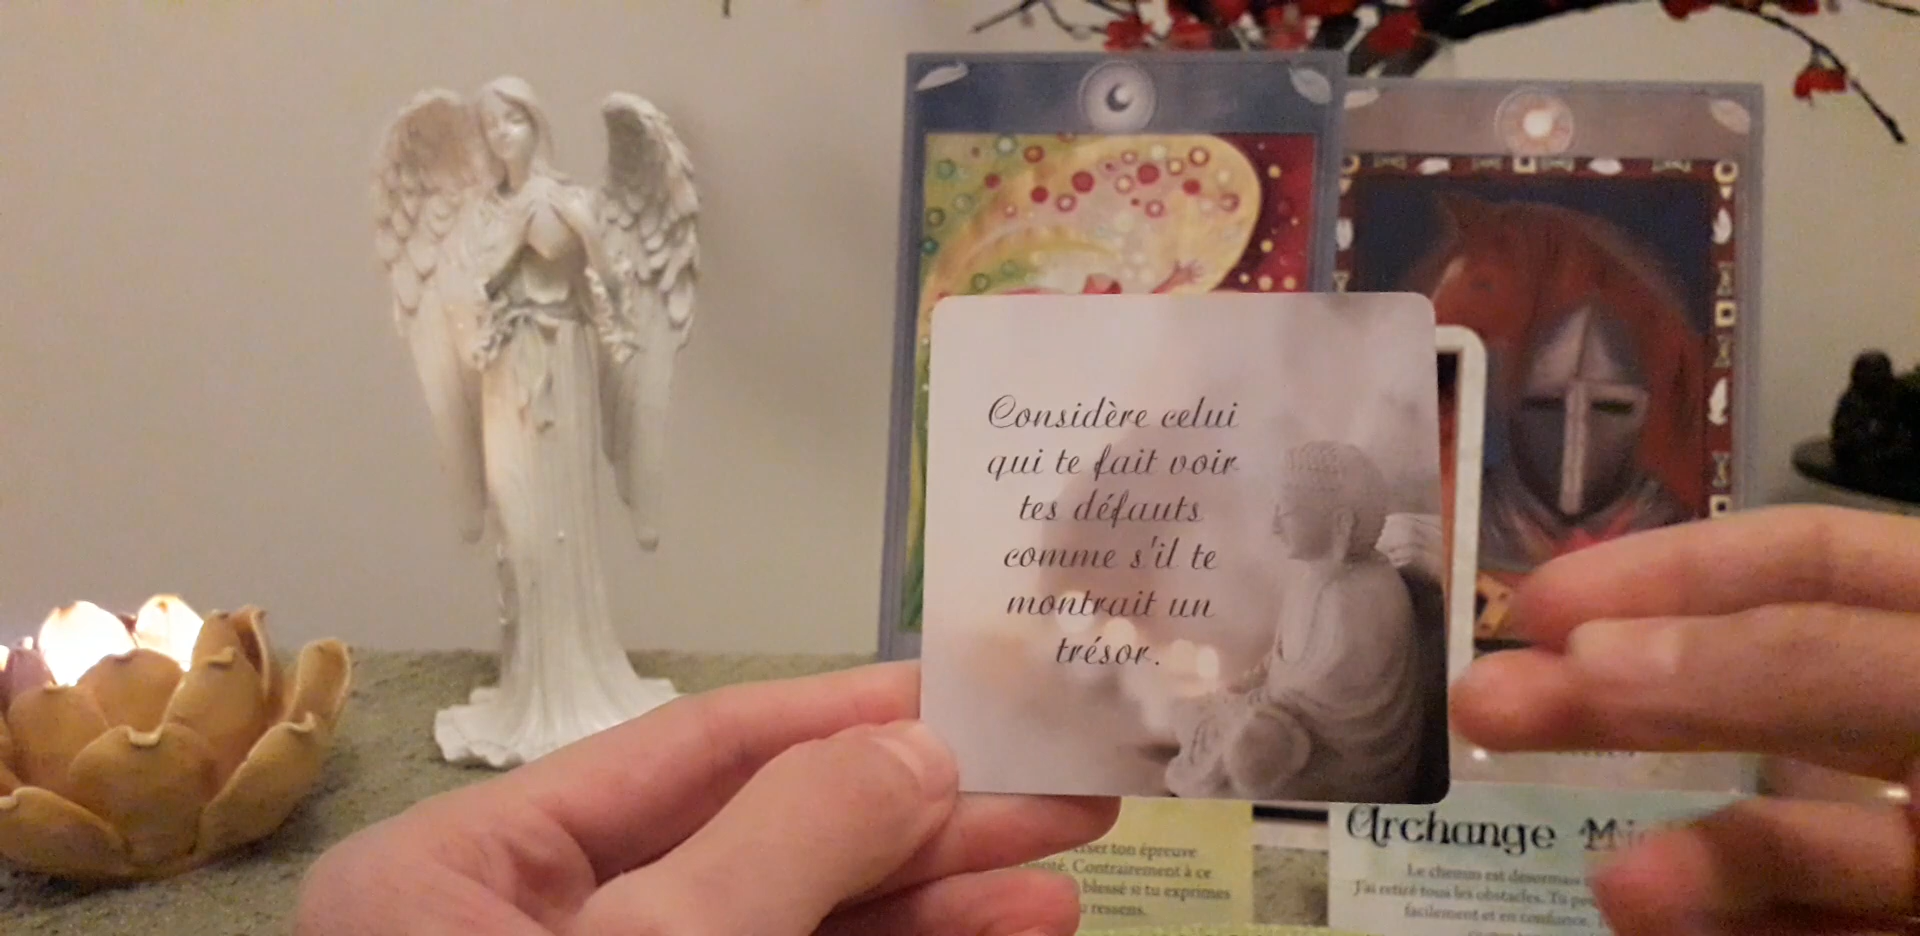 Considère celui
qui te fait voir
tes défauts
comme s'il te
montrait un
trésor.
ton épreuve
Contrairement à ce
blessé si tu exprimes
ressens.
Archange
Le chemin est désormais
J'ai retiré tous les obstacles. Tu
facilement et en confiance.